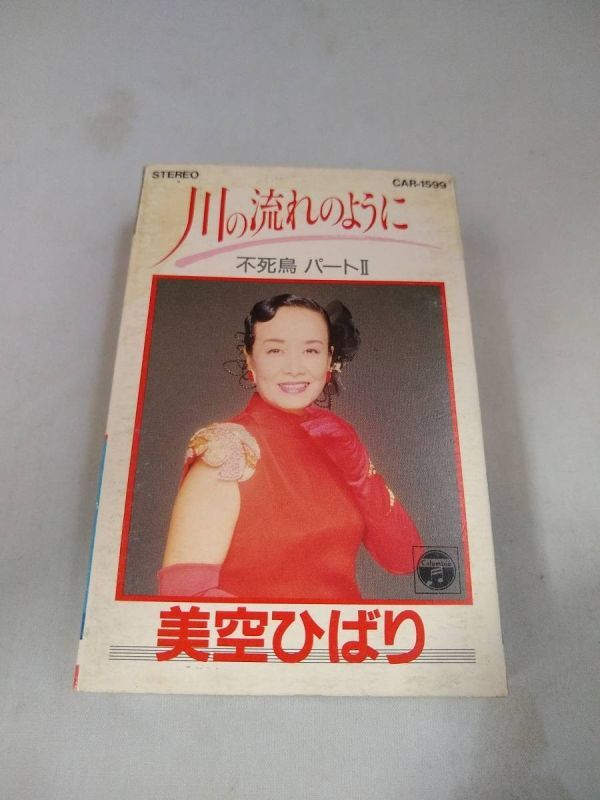 STEREO
CAR-1599
川の流れのように
不死鳥 パートⅡ
Columbia
美空ひばり